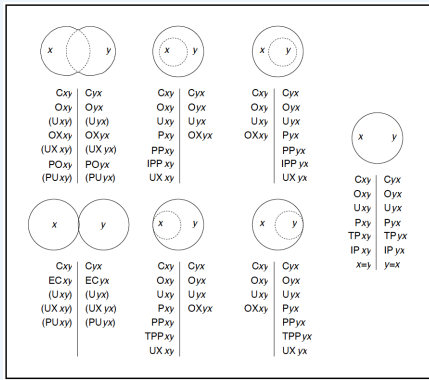 x y
x y
x y
Cxy Cyx
Oxy Oyx
(Uxy) (Uyx)
OXxy OXyx
(UX xy) (UX yx)
POxy POyx
(PUxy) (PUyx)
Cxy Cyx
Oxy Oyx
Uxy Uyx
Pxy OXyx
PPxy
IPP xy
UX xy
Cxy Cyx
Oxy Oyx
Uxy Uyx
OXxy Pyx
PPyx
IPP yx
UX yx
x y
Cxy Cyx
Oxy Oyx
Uxy Uyx
Pxy Pyx
TPxy TPyx
IPxy IP yx
x=y y=x
x y
x y
x y
Cxy Cyx
ECxy ECyx
(Uxy) (Uyx)
(UX xy) (UX yx)
(PUxy) (PUyx)
Cxy Cyx
Oxy Oyx
Uxy Uyx
Pxy OXyx
PPxy
TPPxy
UX xy
Cxy Cyx
Oxy Oyx
Uxy Uyx
OXxy Pyx
PPyx
TPPyx
UX yx